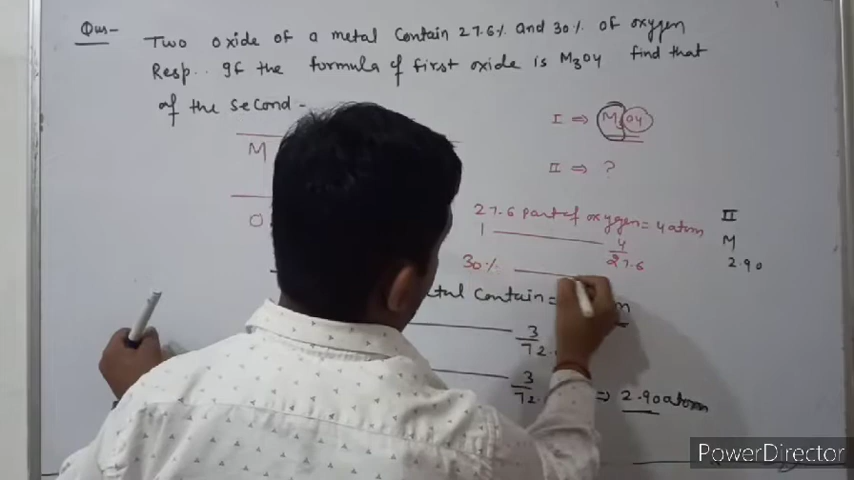 Qus-
Two oxide of a metal contain 27.6% and 30% of oxygen
Resp.. If the formula of first oxide is M3O4 find that
of the second -
I ⇒ M3O4
II ⇒ ?
M
O
27.6 part of oxygen = 4 atom
1 4/27.6
30%
II
M
2.90
contain =
3/72.
3/72. ⇒ 2.90 atom
PowerDirector